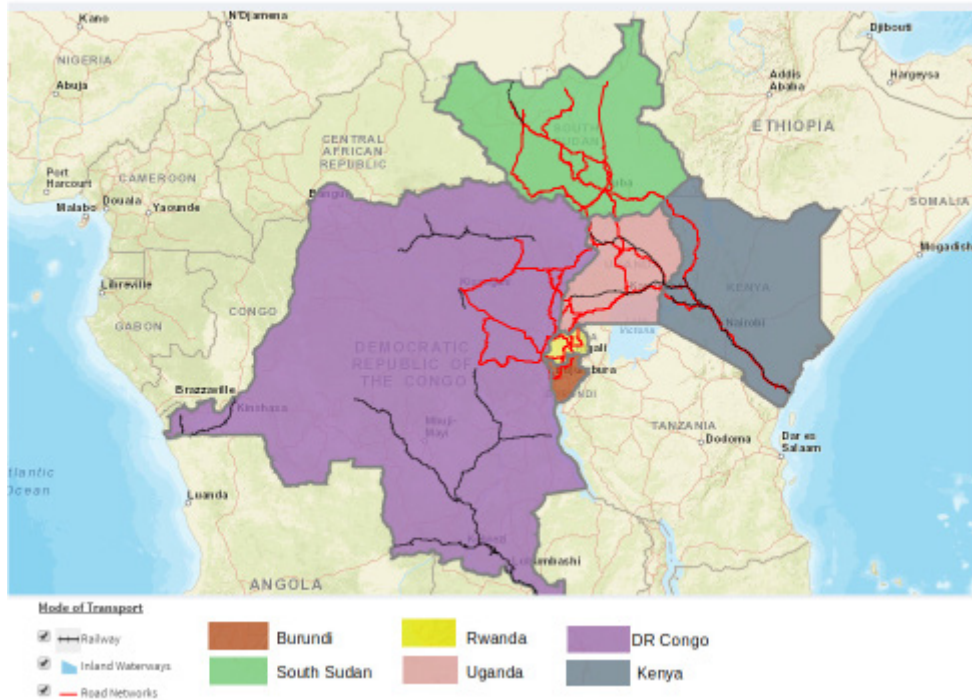 Kano
N'Djamena
Djibouti
NIGERIA
Abuja
Addis
Ababa
Hargeysa
ETHIOPIA
CENTRAL
AFRICAN
REPUBLIC
SOUTH
SUDAN
Port
Harcourt
CAMEROON
Douala
Malabo
Yaounde
SOMALIA
Mogadish
Libreville
GABON
CONGO
KENYA
Nairobi
Victoria
DEMOCRATIC
REPUBLIC OF
THE CONGO
Brazzaville
Kinshasa
Mbuji-
Mayi
TANZANIA
Dodoma
Dar es
Salaam
Atlantic
Ocean
Luanda
ANGOLA
Mode of Transport
Railway
Inland Waterways
Road Networks
Burundi
South Sudan
Rwanda
Uganda
DR Congo
Kenya